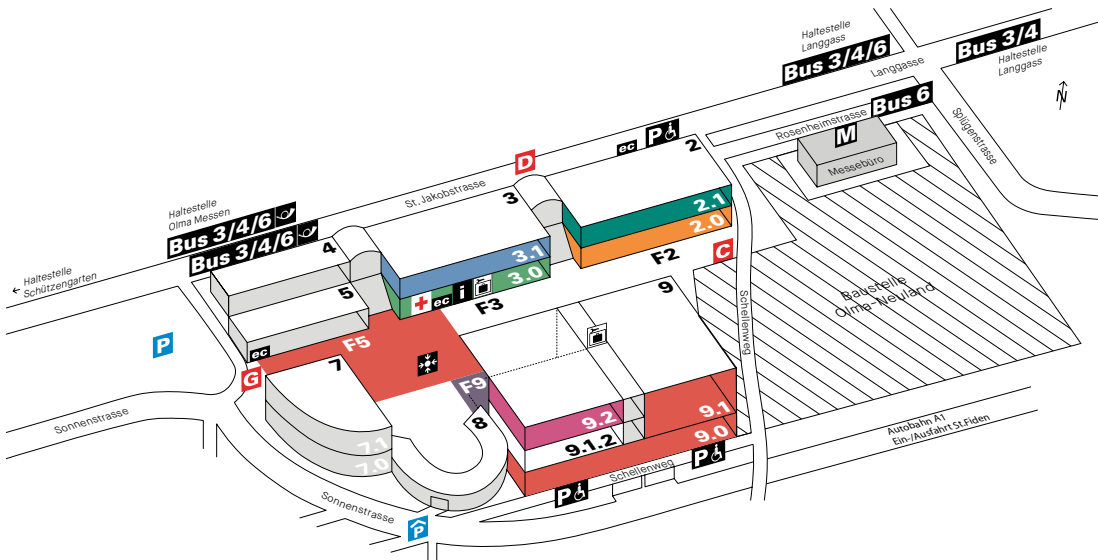 Haltestelle
Langgass
Bus 3/4/6
Bus 3/4
Haltestelle
Langgass
Langgasse
N
Bus 6
Rosenheimstrasse
Splügenstrasse
M
Messebüro
ec
P
2
D
St. Jakobstrasse
3
2.1
2.0
Haltestelle
Olma Messen
Bus 3/4/6
Bus 3/4/6
4
3.1
3.0
F2
C
← Haltestelle
Schützengarten
5
ec
i
F3
9
Schellenweg
Baustelle
Olma-Neuland
P
F5
ec
G
7
F9
8
9.2
9.1
9.1.2
9.0
7.1
7.0
Autobahn A1
Ein-/Ausfahrt St.Fiden
Sonnenstrasse
Schellenweg
P
P
Sonnenstrasse
P